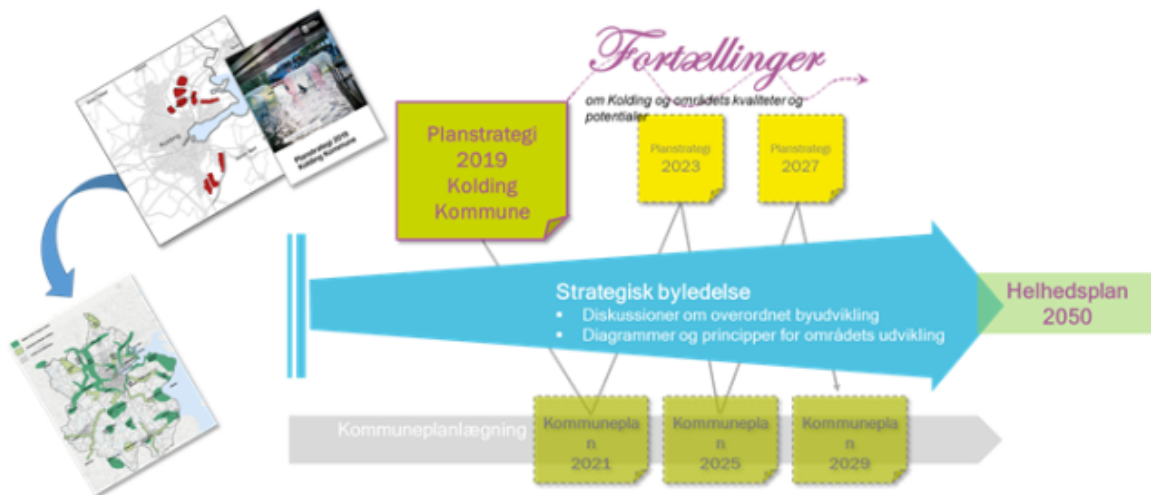 Fortællinger
om Kolding og områdets kvaliteter og
potentialer
Planstrategi
2019
Kolding
Kommune
Planstrategi
2023
Planstrategi
2027
Planstrategi 2019
Kolding Kommune
Kolding
Strategisk byledelse
• Diskussioner om overordnet byudvikling
• Diagrammer og principper for områdets udvikling
Helhedsplan
2050
Kommuneplanlægning
Kommunepla
n
2021
Kommunepla
n
2025
Kommunepla
n
2029